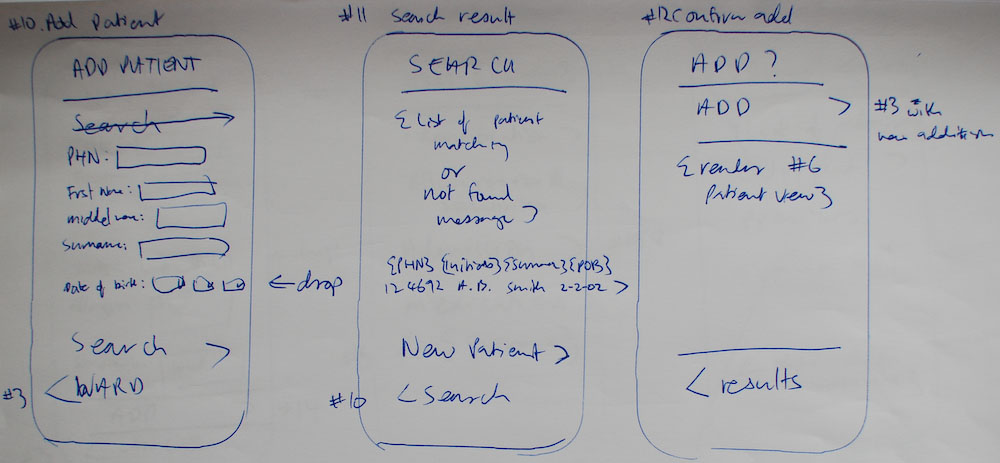 #10. Add Patient
ADD PATIENT
Search
PHN:
First Name:
middle name:
Surname:
Date of birth:
<- drop
Search >
#3 < WARD
#11 Search result
SEARCH
{ List of patient
matching
or
not found
message }
{PHN} {initials} {surname} {DOB}
124692 A.B. Smith 2-2-02 >
New Patient >
#10 < Search
#12 Confirm add
ADD ?
ADD >
#3 with
new addition
{ render #6
patient view }
< results